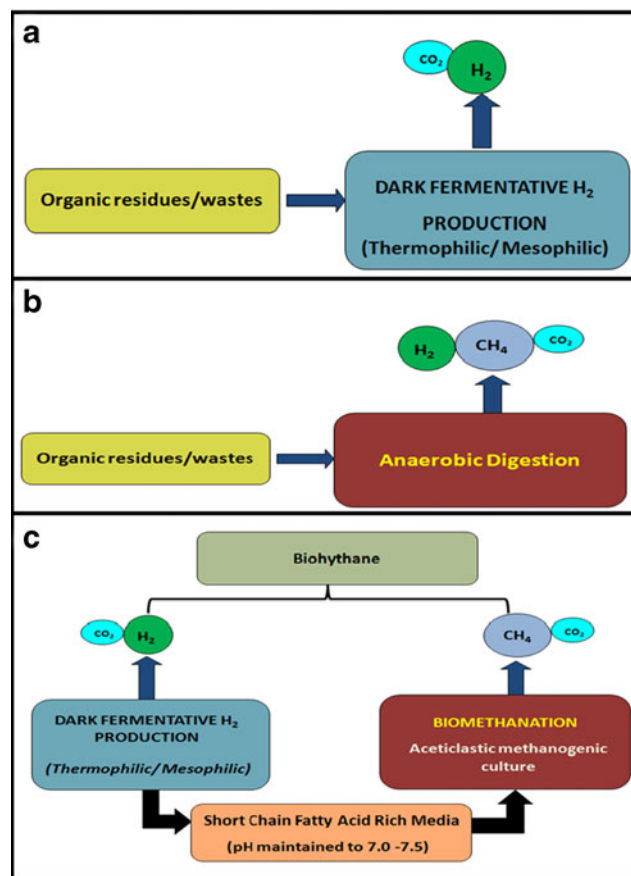 a
CO₂
H₂
Organic residues/wastes
DARK FERMENTATIVE H₂
PRODUCTION
(Thermophilic/ Mesophilic)
b
H₂
CH₄
CO₂
Organic residues/wastes
Anaerobic Digestion
c
Biohythane
CO₂
H₂
CH₄
CO₂
DARK FERMENTATIVE H₂
PRODUCTION
(Thermophilic/ Mesophilic)
BIOMETHANATION
Aceticlastic methanogenic
culture
Short Chain Fatty Acid Rich Media
(pH maintained to 7.0 -7.5)